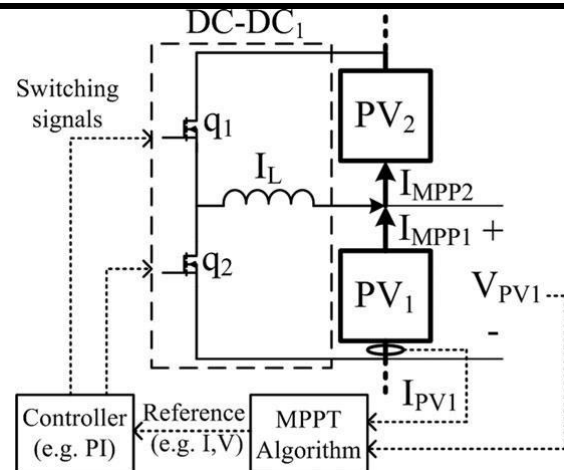 DC-DC1
Switching
signals
q1
PV2
IL
IMPP2
IMPP1 +
q2
PV1
VPV1
-
IPV1
Controller
(e.g. PI)
Reference
(e.g. I,V)
MPPT
Algorithm